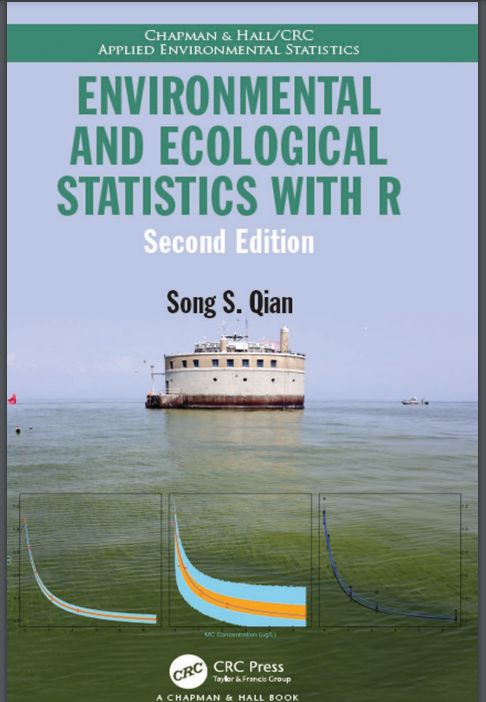 CHAPMAN & HALL/CRC
APPLIED ENVIRONMENTAL STATISTICS
ENVIRONMENTAL
AND ECOLOGICAL
STATISTICS WITH R
Second Edition
Song S. Qian
MC Concentration (ug/L)
CRC
CRC Press
Taylor & Francis Group
A CHAPMAN & HALL BOOK